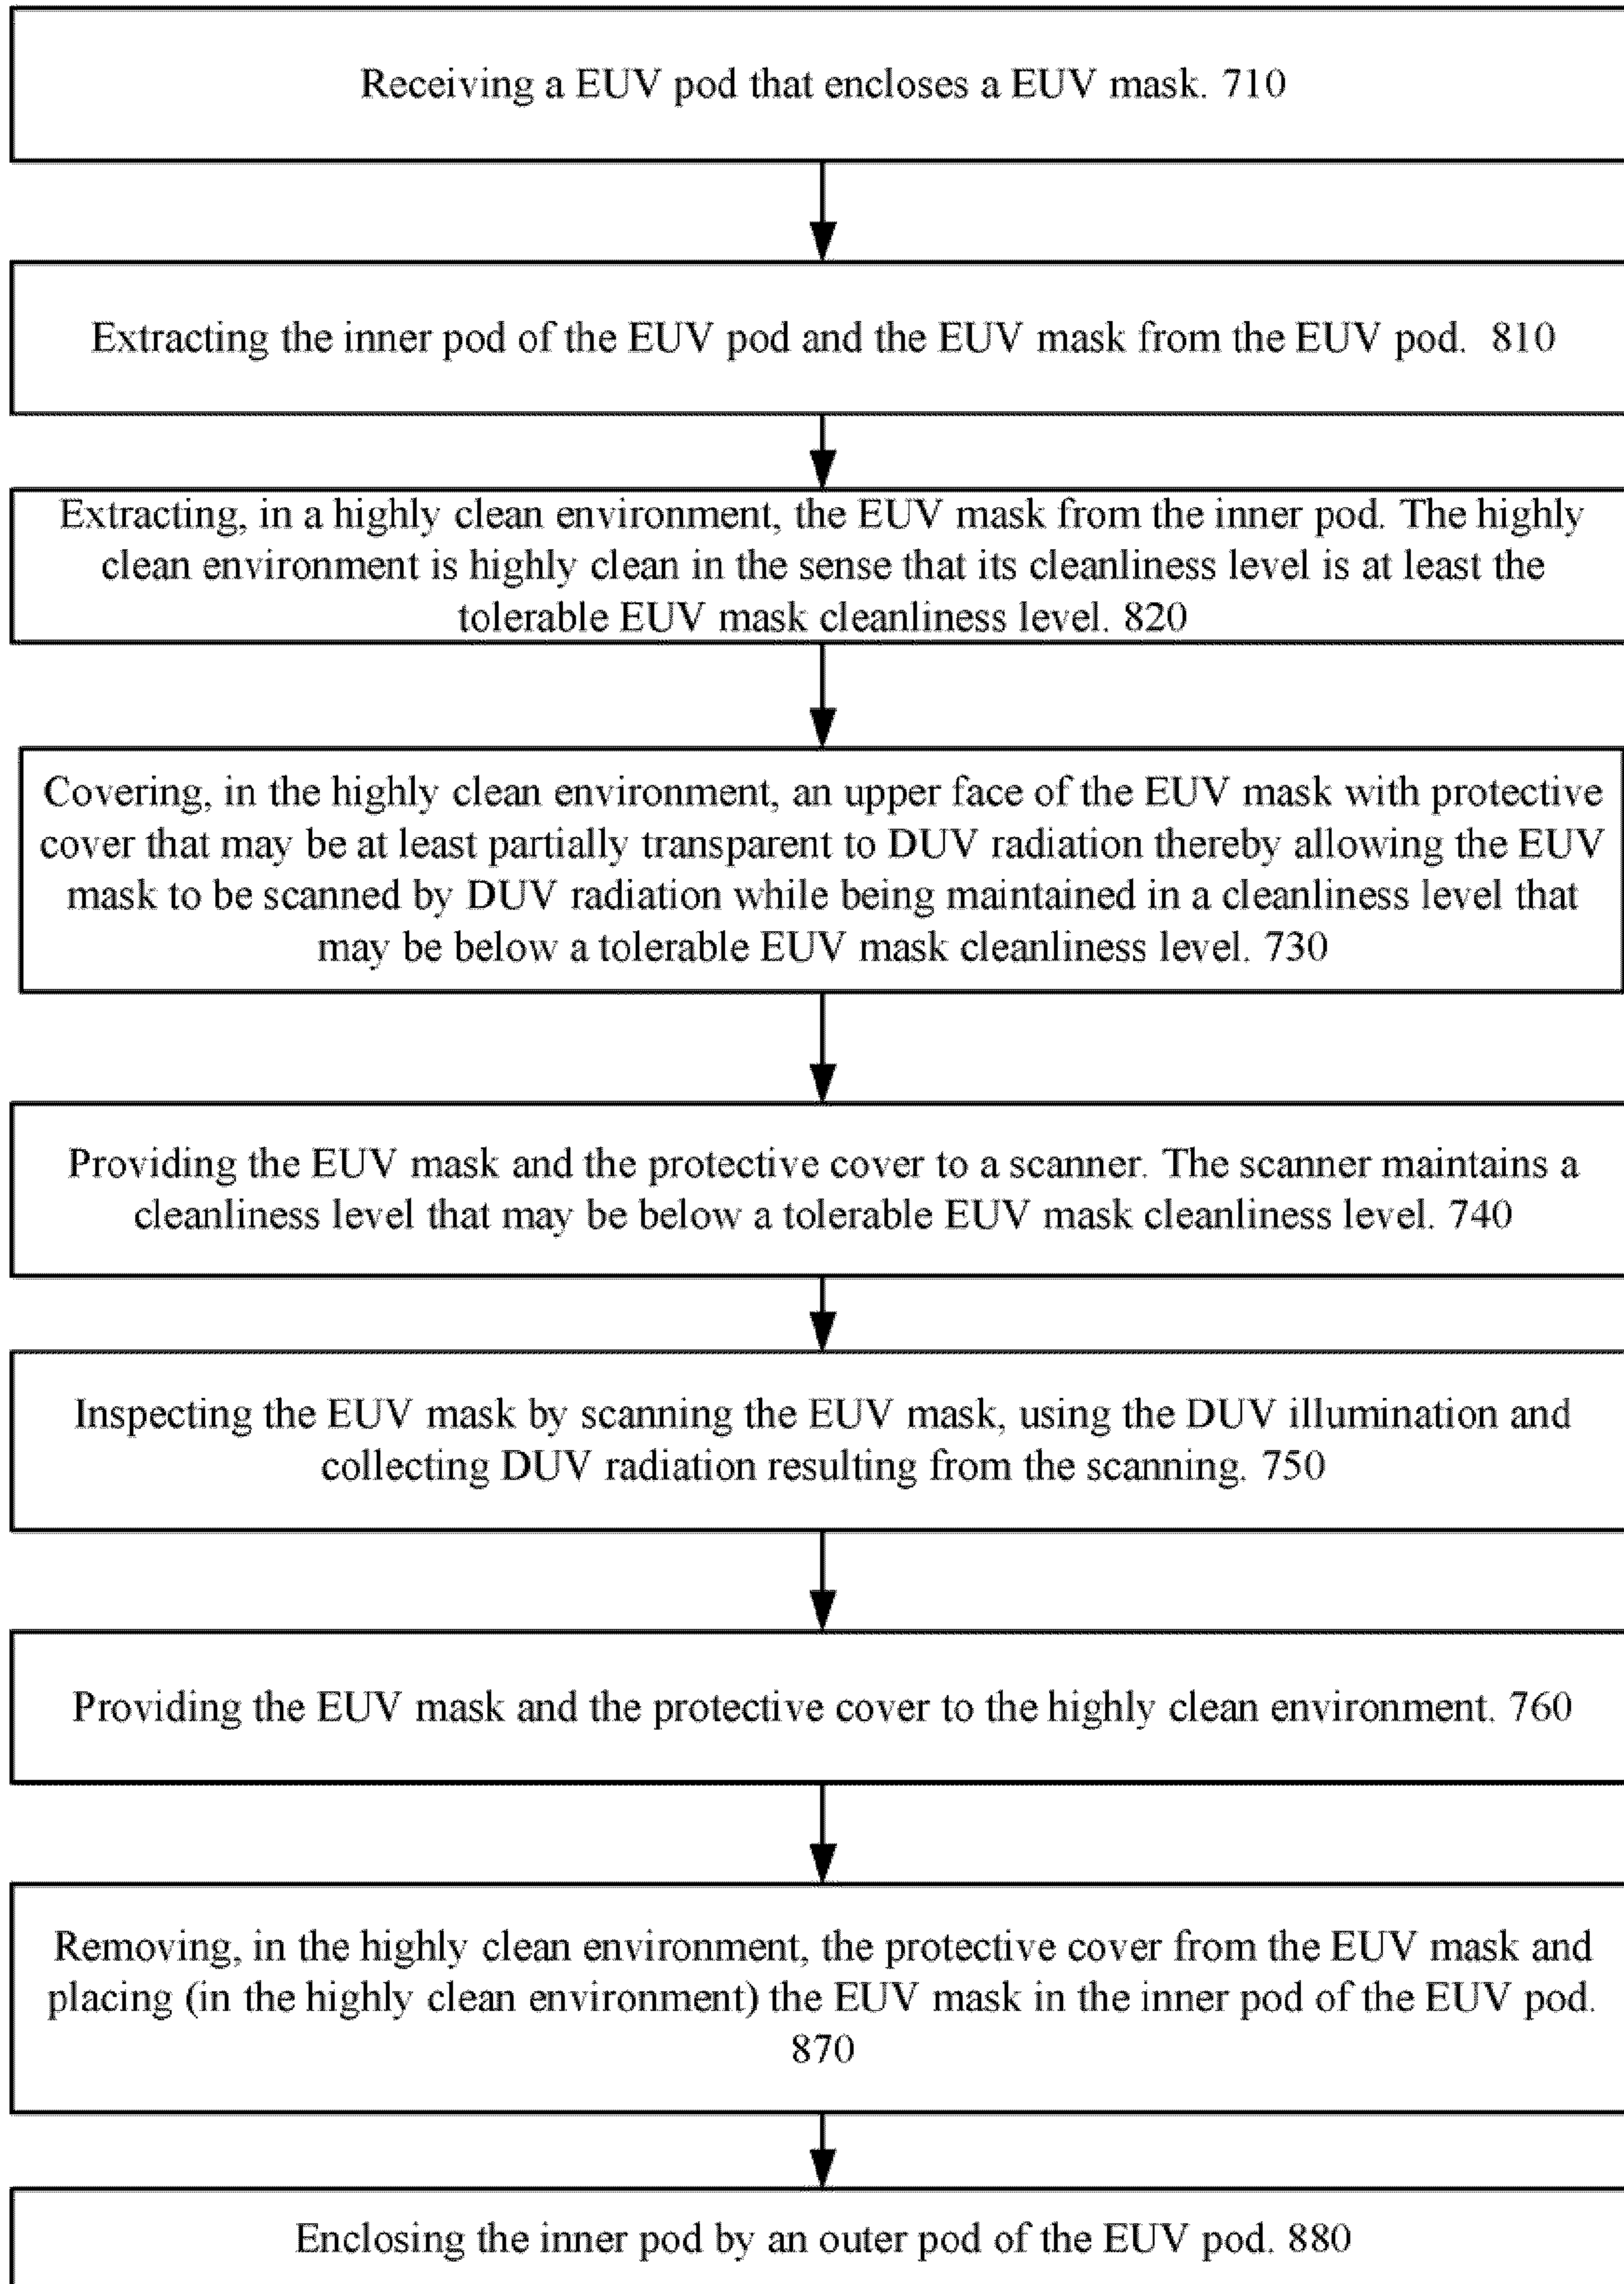 Receiving a EUV pod that encloses a EUV mask. 710
Extracting the inner pod of the EUV pod and the EUV mask from the EUV pod. 810
Extracting, in a highly clean environment, the EUV mask from the inner pod. The highly
clean environment is highly clean in the sense that its cleanliness level is at least the
tolerable EUV mask cleanliness level. 820
Covering, in the highly clean environment, an upper face of the EUV mask with protective
cover that may be at least partially transparent to DUV radiation thereby allowing the EUV
mask to be scanned by DUV radiation while being maintained in a cleanliness level that
may be below a tolerable EUV mask cleanliness level. 730
Providing the EUV mask and the protective cover to a scanner. The scanner maintains a
cleanliness level that may be below a tolerable EUV mask cleanliness level. 740
Inspecting the EUV mask by scanning the EUV mask, using the DUV illumination and
collecting DUV radiation resulting from the scanning. 750
Providing the EUV mask and the protective cover to the highly clean environment. 760
Removing, in the highly clean environment, the protective cover from the EUV mask and
placing (in the highly clean environment) the EUV mask in the inner pod of the EUV pod.
870
Enclosing the inner pod by an outer pod of the EUV pod. 880